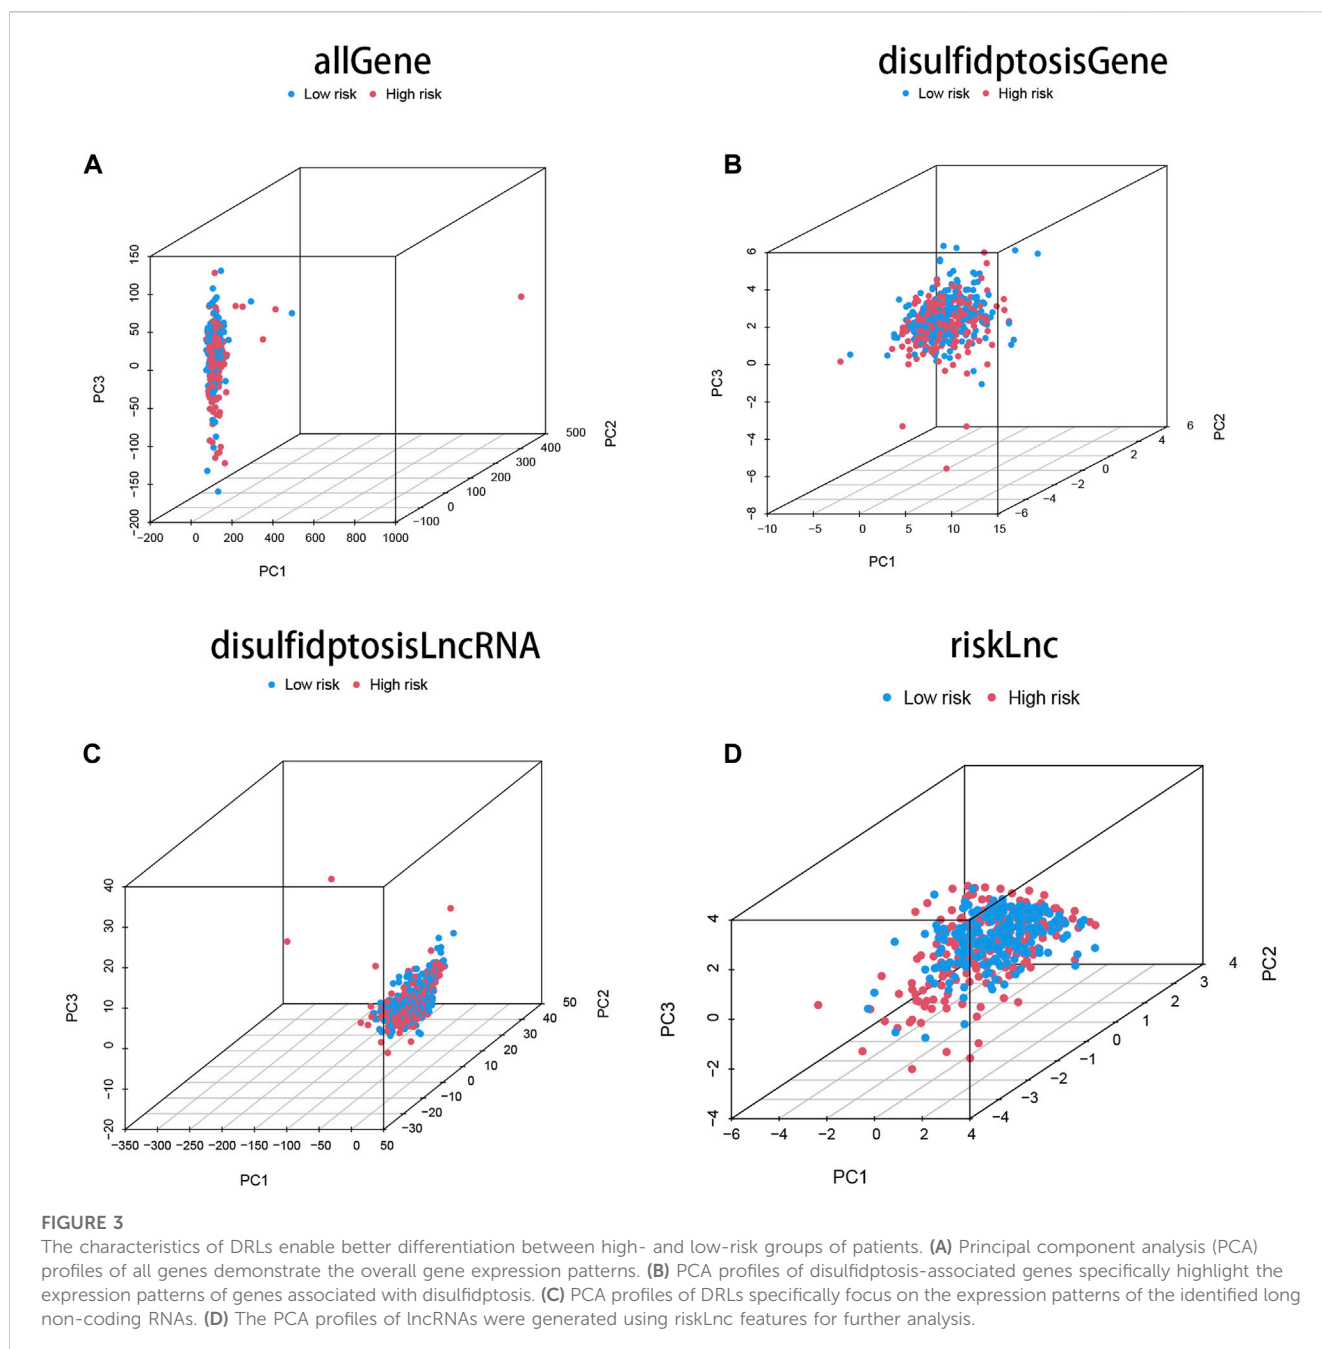 allGene
Low risk High risk
A
150
100
50
0
−50
−100
−150
−200
PC3
−200 0 200 400 600 800 1000
PC1
−100
0
100
200
300
400
500
PC2
disulfidptosisGene
Low risk High risk
B
6
4
2
0
−2
−4
−6
−8
PC3
−10 −5 0 5 10 15
PC1
−6
−4
−2
0
2
4
6
PC2
disulfidptosisLncRNA
Low risk High risk
C
40
30
20
10
0
−10
−20
PC3
−350 −300 −250 −200 −150 −100 −50 0 50
PC1
−30
−20
−10
0
10
20
30
40
50
PC2
riskLnc
Low risk High risk
D
4
2
0
−2
−4
PC3
−6 −4 −2 0 2 4
PC1
−4
−3
−2
−1
0
1
2
3
4
PC2
FIGURE 3
The characteristics of DRLs enable better differentiation between high- and low-risk groups of patients. (A) Principal component analysis (PCA)
profiles of all genes demonstrate the overall gene expression patterns. (B) PCA profiles of disulfidptosis-associated genes specifically highlight the
expression patterns of genes associated with disulfidptosis. (C) PCA profiles of DRLs specifically focus on the expression patterns of the identified long
non-coding RNAs. (D) The PCA profiles of lncRNAs were generated using riskLnc features for further analysis.